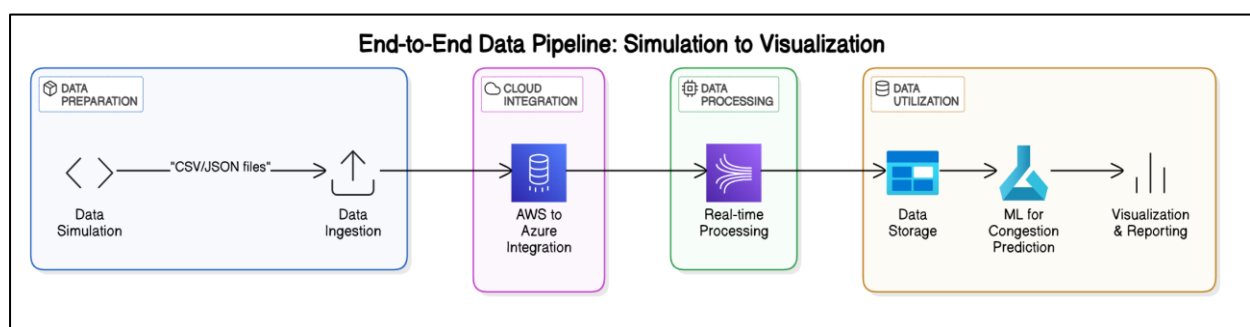 End-to-End Data Pipeline: Simulation to Visualization
DATA
PREPARATION
CLOUD
INTEGRATION
DATA
PROCESSING
DATA
UTILIZATION
"CSV/JSON files"
Data
Simulation
Data
Ingestion
AWS to
Azure
Integration
Real-time
Processing
Data
Storage
ML for
Congestion
Prediction
Visualization
& Reporting